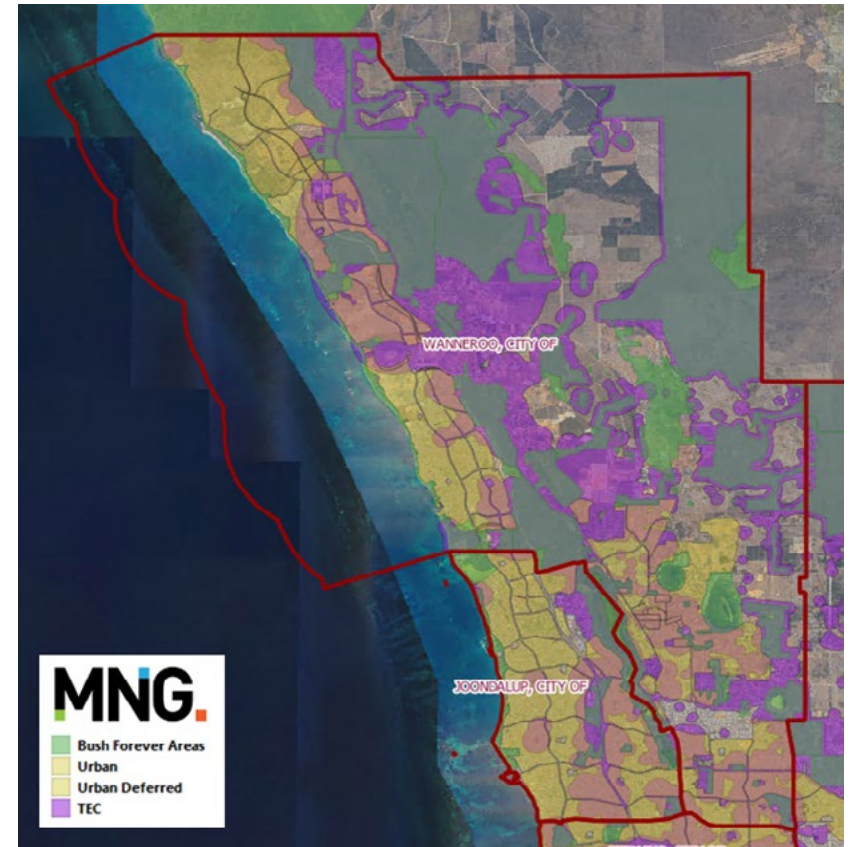 WANNEROO, CITY OF
JOONDALUP, CITY OF
MNG.
Bush Forever Areas
Urban
Urban Deferred
TEC